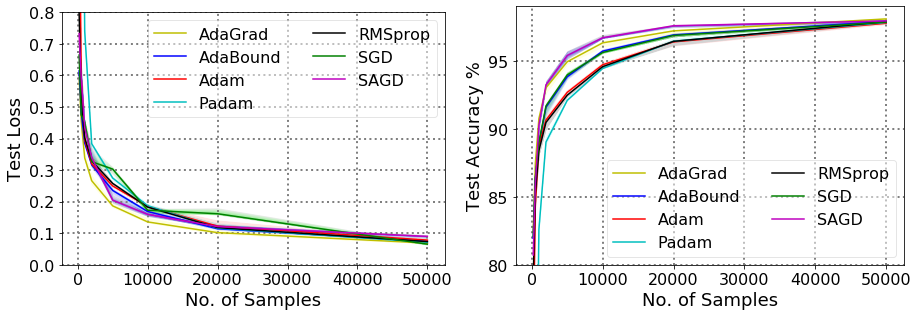 Test Loss
0.8
0.7
0.6
0.5
0.4
0.3
0.2
0.1
0.0
AdaGrad
AdaBound
Adam
Padam
RMSprop
SGD
SAGD
0 10000 20000 30000 40000 50000
No. of Samples
Test Accuracy %
95
90
85
80
AdaGrad
AdaBound
Adam
Padam
RMSprop
SGD
SAGD
0 10000 20000 30000 40000 50000
No. of Samples